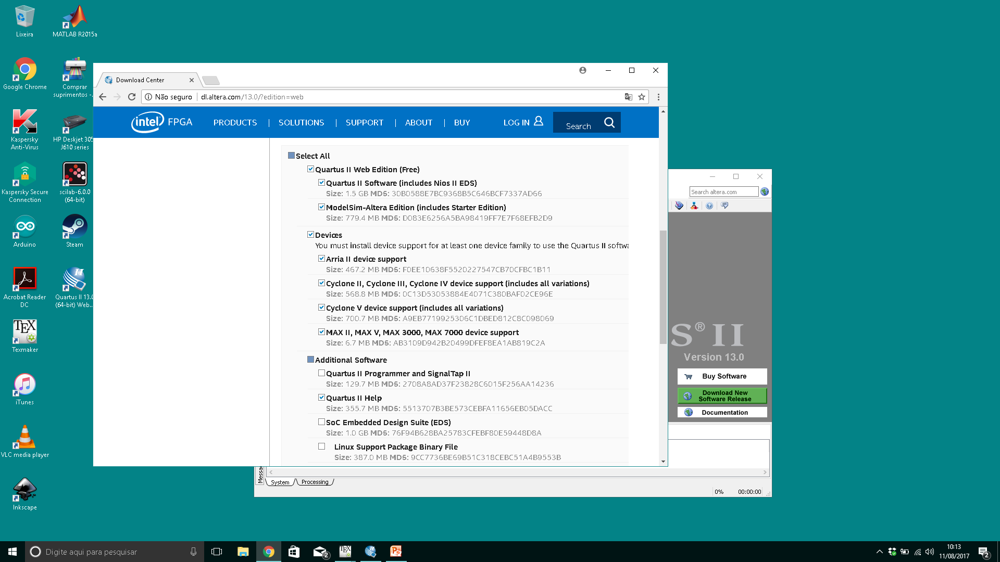 Lixeira
MATLAB R2015a
Google Chrome
Comprar
suprimentos -...
Kaspersky
Anti-Virus
HP Deskjet 305
J610 series
Kaspersky Secure
Connection
scilab-6.0.0
(64-bit)
Arduino
Steam
Acrobat Reader
DC
Quartus II 13.0
(64-bit) Web...
TEX
Texmaker
iTunes
VLC media player
Inkscape
Download Center
Não seguro
dl.altera.com/13.0/?edition=web
intel FPGA
PRODUCTS | SOLUTIONS | SUPPORT | ABOUT | BUY
LOG IN
Search
Select All
Quartus II Web Edition (Free)
Quartus II Software (includes Nios II EDS)
Size: 1.5 GB MD5: 30B0588E7BC9368B5C646BCF7337AD66
ModelSim-Altera Edition (includes Starter Edition)
Size: 779.4 MB MD5: D083E6256A5BA98419FF7E7F68EFB2D9
Devices
You must install device support for at least one device family to use the Quartus II softwa
Arria II device support
Size: 467.2 MB MD5: F0EE10638F5520227547CB70CFBC1B11
Cyclone II, Cyclone III, Cyclone IV device support (includes all variations)
Size: 568.8 MB MD5: 0C13D53053884E4071C380BAF02CE96E
Cyclone V device support (includes all variations)
Size: 700.7 MB MD5: A9EB7719925306C1DBED812C8C098069
MAX II, MAX V, MAX 3000, MAX 7000 device support
Size: 6.7 MB MD5: AB3109D942B20499DFEF8EA1AB819C2A
Additional Software
Quartus II Programmer and SignalTap II
Size: 129.7 MB MD5: 2708A8AD37F23828C6015F256AA14236
Quartus II Help
Size: 355.7 MB MD5: 5513707B3BE573CEBFA11656EB05DACC
SoC Embedded Design Suite (EDS)
Size: 1.0 GB MD5: 76F94B628BA25783CFEBF80E59448D8A
Linux Support Package Binary File
Size: 387.0 MB MD5: 9CC7736BE69B51C318CEBC51A4B9553B
Search altera.com
S® II
Version 13.0
Buy Software
Download New
Software Release
Documentation
Messa
System
Processing
0%
00:00:00
Digite aqui para pesquisar
2
TEX
10:13
11/08/2017
2